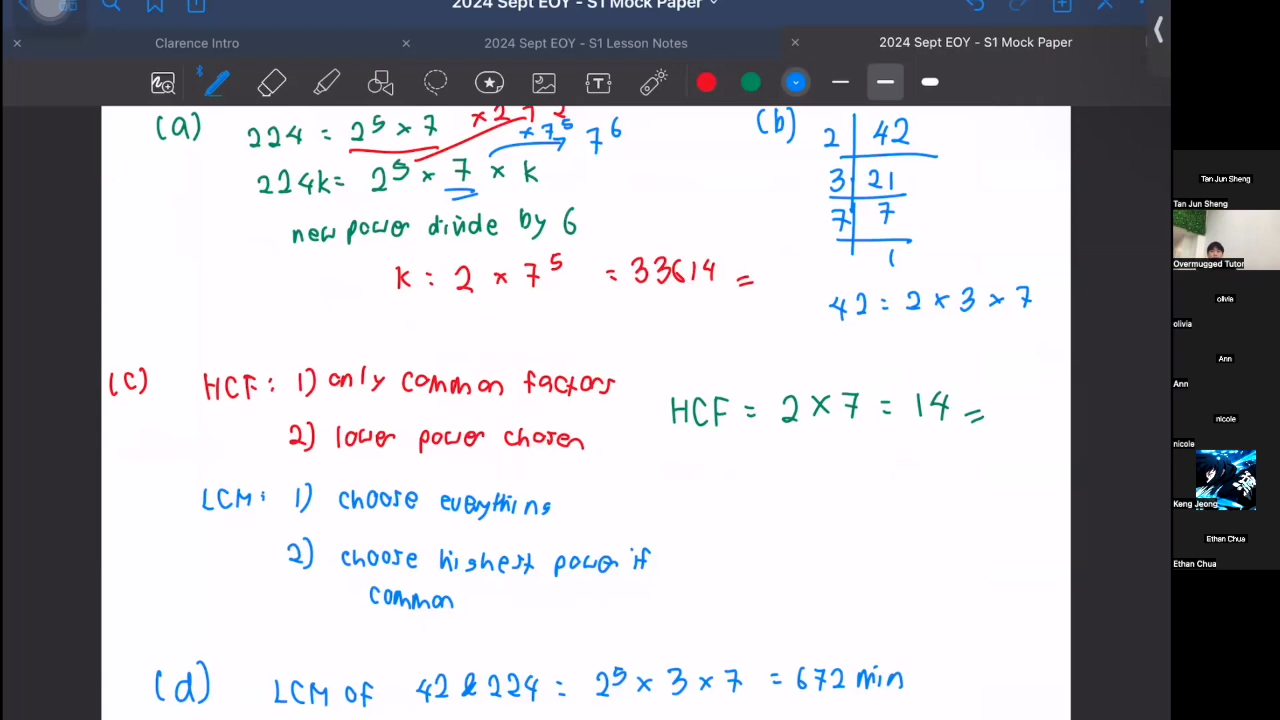 2024 Sept EOY - S1 Mock Paper
Clarence Intro
2024 Sept EOY - S1 Lesson Notes
2024 Sept EOY - S1 Mock Paper
(a)
224 = 2⁵ × 7
× 7⁵
7⁶
224k = 2⁵ × 7 × k
new power divide by 6
k = 2 × 7⁵ = 33614 =
(b)
2 | 42
3 | 21
7 | 7
1
42 = 2 × 3 × 7
(c) HCF: 1) only common factors
2) lower power chosen
HCF = 2 × 7 = 14 =
LCM: 1) choose everything
2) choose highest power if
common
(d) LCM of 42 & 224 = 2⁵ × 3 × 7 = 672 min
Tan Jun Sheng
Tan Jun Sheng
Overmugged Tutor
olivia
olivia
Ann
Ann
nicole
nicole
Keng Jeong
Ethan Chua
Ethan Chua